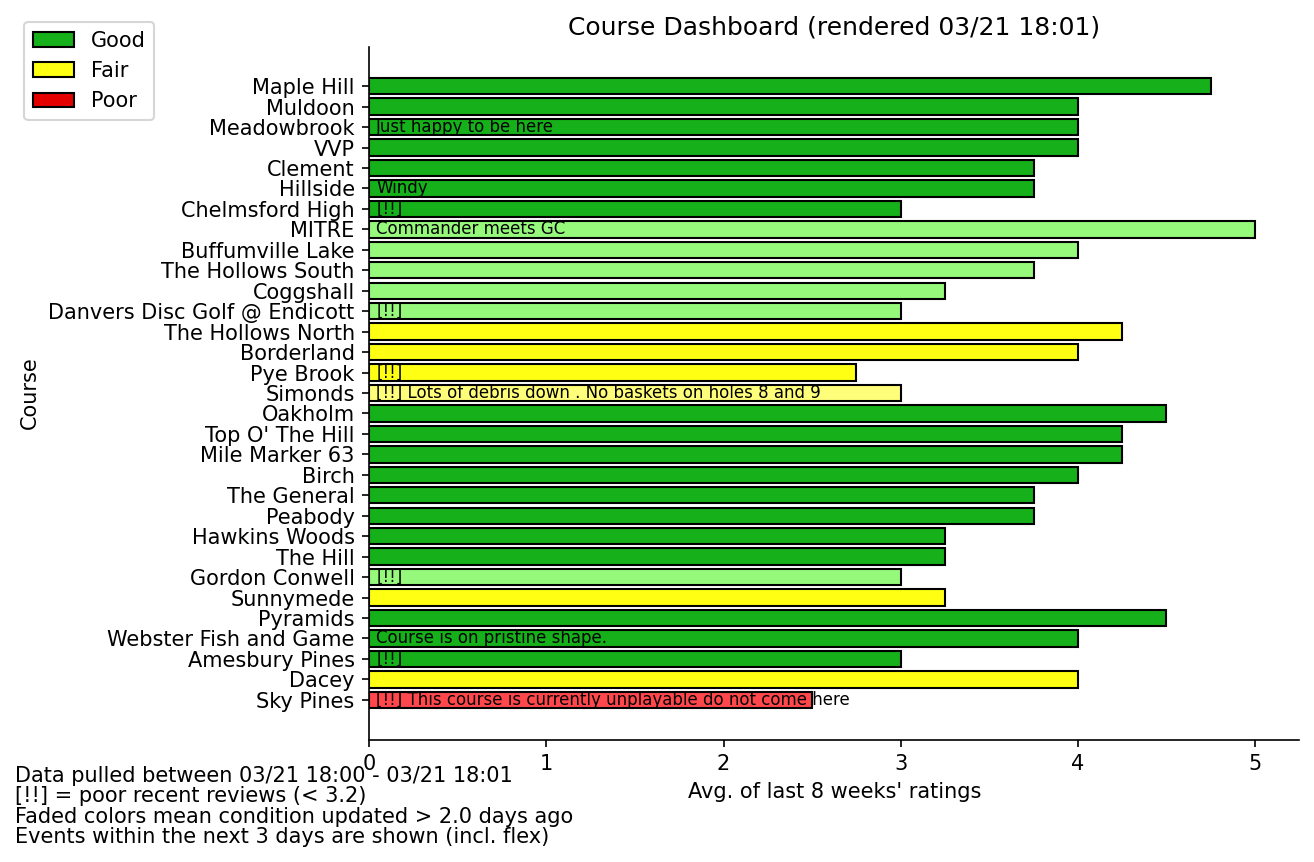 Course Dashboard (rendered 03/21 18:01)
Good
Fair
Poor
Course
Maple Hill
Muldoon
Meadowbrook Just happy to be here
VVP
Clement
Hillside Windy
Chelmsford High [!!]
MITRE Commander meets GC
Buffumville Lake
The Hollows South
Coggshall
Danvers Disc Golf @ Endicott [!!]
The Hollows North
Borderland
Pye Brook [!!]
Simonds [!!] Lots of debris down . No baskets on holes 8 and 9
Oakholm
Top O' The Hill
Mile Marker 63
Birch
The General
Peabody
Hawkins Woods
The Hill
Gordon Conwell [!!]
Sunnymede
Pyramids
Webster Fish and Game Course is on pristine shape.
Amesbury Pines [!!]
Dacey
Sky Pines [!!] This course is currently unplayable do not come here
0 1 2 3 4 5
Avg. of last 8 weeks' ratings
Data pulled between 03/21 18:00 - 03/21 18:01
[!!] = poor recent reviews (< 3.2)
Faded colors mean condition updated > 2.0 days ago
Events within the next 3 days are shown (incl. flex)